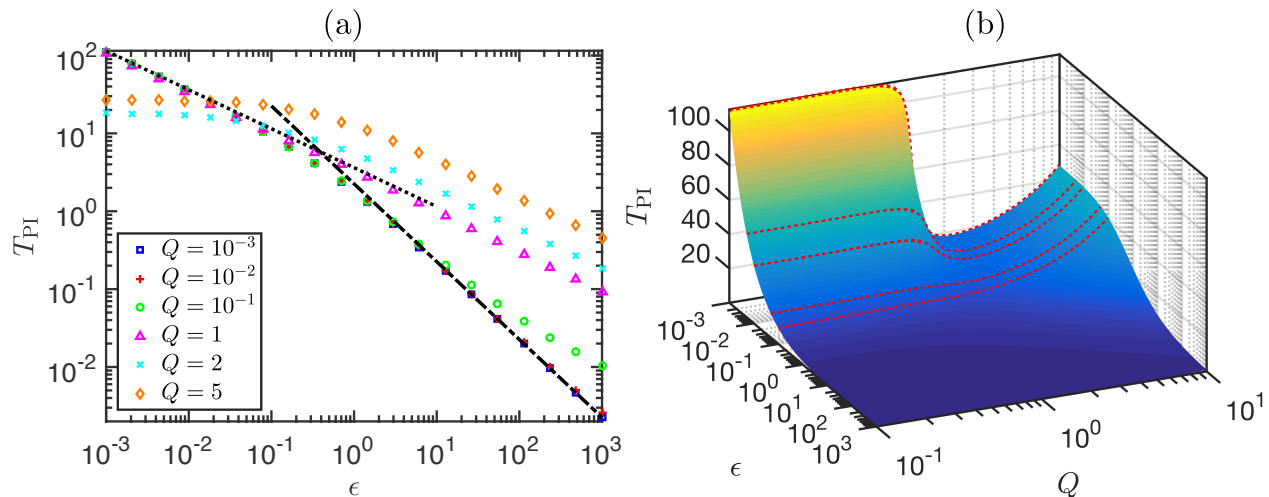 (a)
T_PI
10^2
10^1
10^0
10^-1
10^-2
Q = 10^-3
Q = 10^-2
Q = 10^-1
Q = 1
Q = 2
Q = 5
10^-3 10^-2 10^-1 10^0 10^1 10^2 10^3
ϵ
(b)
T_PI
100
80
60
40
20
10^-3
10^-2
10^-1
10^0
10^1
10^2
10^3
ϵ
10^-1
10^0
10^1
Q